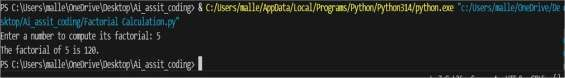 PS C:\Users\malle\OneDrive\Desktop\Ai_assit_coding> & C:/Users/malle/AppData/Local/Programs/Python/Python314/python.exe "c:/Users/malle/OneDrive/De
sktop/Ai_assit_coding/Factorial Calculation.py"
Enter a number to compute its factorial: 5
The factorial of 5 is 120.
PS C:\Users\malle\OneDrive\Desktop\Ai_assit_coding>